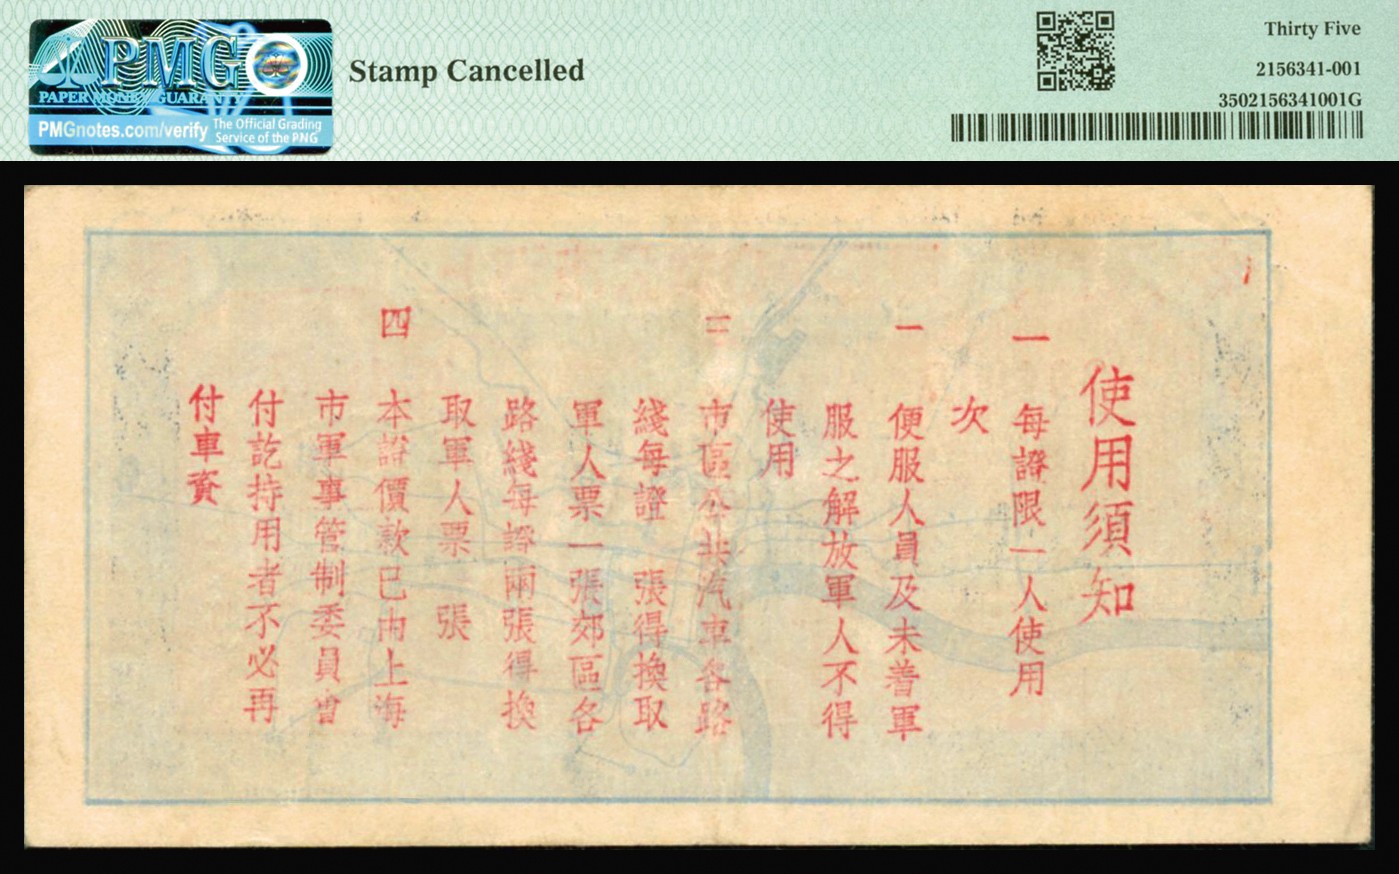 PMG
PAPER MONEY GUARANTY
PMGnotes.com/verify
The Official Grading
Service of the PNG
Stamp Cancelled
Thirty Five
2156341-001
3502156341001G
使用須知
一 每證限一人使用
次
一 便服人員及未着軍
服之解放軍人不得
使用
三 市區公共汽車各路
綫每證 張得換取
軍人票一張郊區各
路綫每證兩張得換
取軍人票 張
四 本證價款已由上海
市軍事管制委員會
付訖持用者不必再
付車資